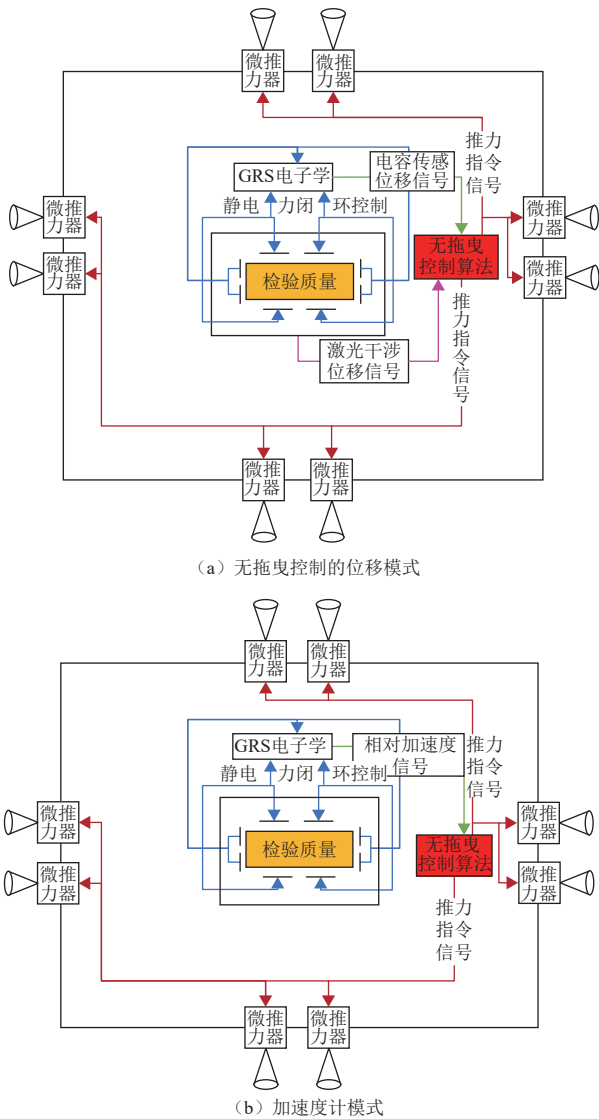 微推
力器
微推
力器
推力
指令
信号
GRS电子学
电容传感
位移信号
静电
力闭
环控制
微推
力器
微推
力器
微推
力器
微推
力器
无拖曳
控制算法
检验质量
推力指令信号
激光干涉
位移信号
微推
力器
微推
力器
（a）无拖曳控制的位移模式
微推
力器
微推
力器
推力
指令
信号
GRS电子学
相对加速度
信号
静电
力闭
环控制
微推
力器
微推
力器
微推
力器
微推
力器
无拖曳
控制算法
检验质量
推力
指令
信号
微推
力器
微推
力器
（b）加速度计模式